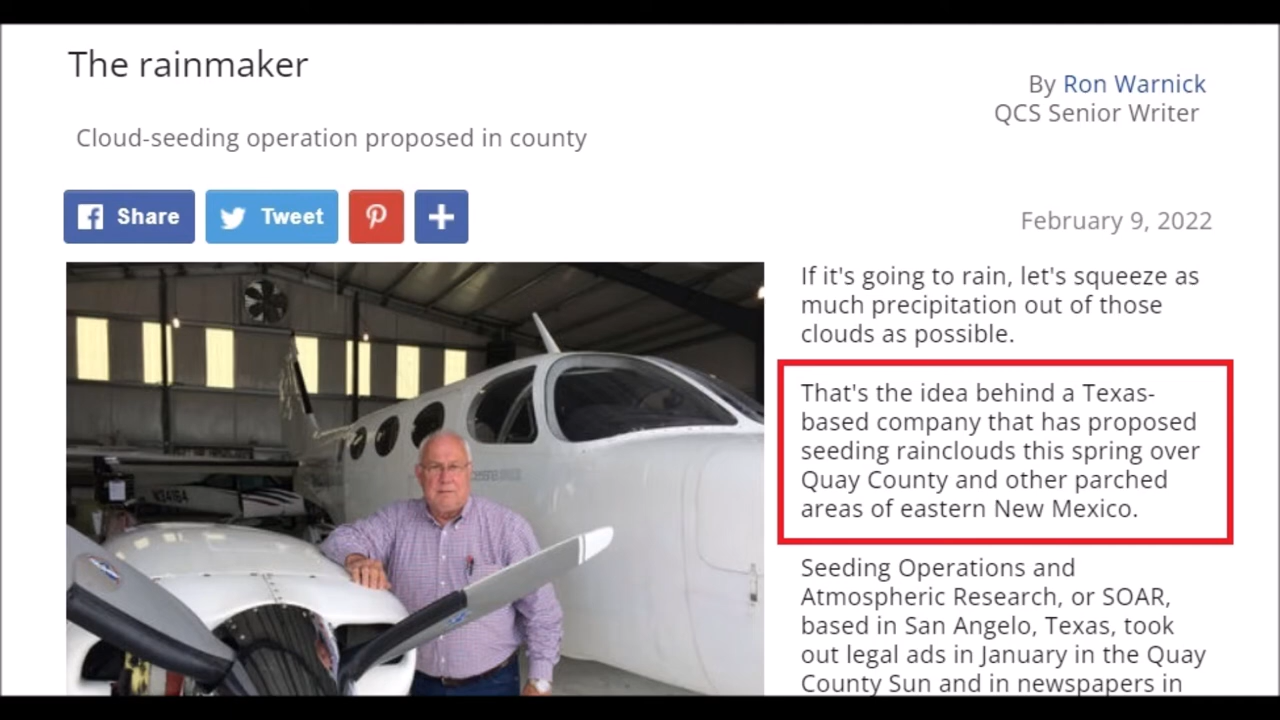 The rainmaker
By Ron Warnick
QCS Senior Writer
Cloud-seeding operation proposed in county
Share
Tweet
February 9, 2022
If it's going to rain, let's squeeze as
much precipitation out of those
clouds as possible.
That's the idea behind a Texas-
based company that has proposed
seeding rainclouds this spring over
Quay County and other parched
areas of eastern New Mexico.
Seeding Operations and
Atmospheric Research, or SOAR,
based in San Angelo, Texas, took
out legal ads in January in the Quay
County Sun and in newspapers in
N34164